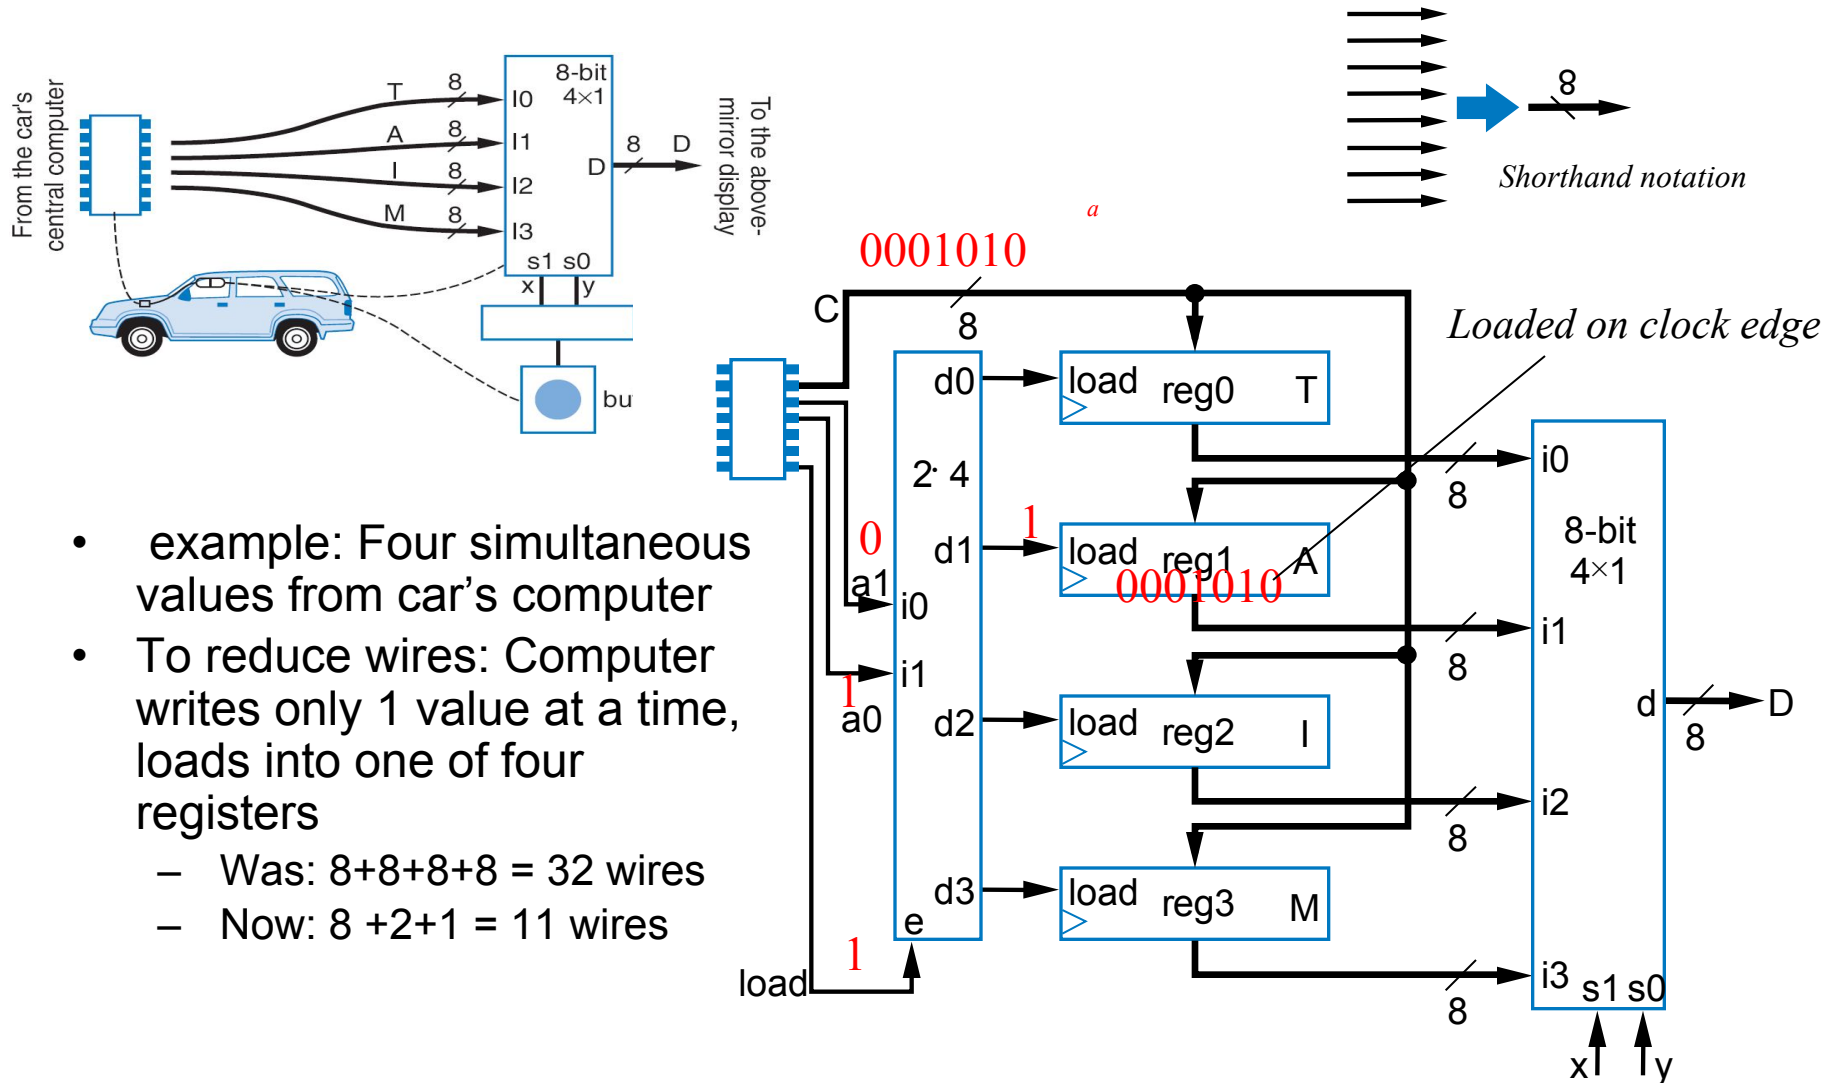 From the car's
central computer
T 8
A 8
I 8
M 8
I0
I1
I2
I3
8-bit
4×1
D
8 D
s1 s0
x y
To the above-
mirror display
bu
8
Shorthand notation
a
0001010
C
8
Loaded on clock edge
d0
load reg0 T
2· 4
i0
8
8-bit
4×1
0
d1
1
load reg1 A
0001010
a1
i0
i1
8
1
i1
a0
d2
load reg2 I
d
8
D
i2
8
d3
load reg3 M
e
1
load
i3
8
s1 s0
x y
• example: Four simultaneous
values from car’s computer
• To reduce wires: Computer
writes only 1 value at a time,
loads into one of four
registers
– Was: 8+8+8+8 = 32 wires
– Now: 8 +2+1 = 11 wires